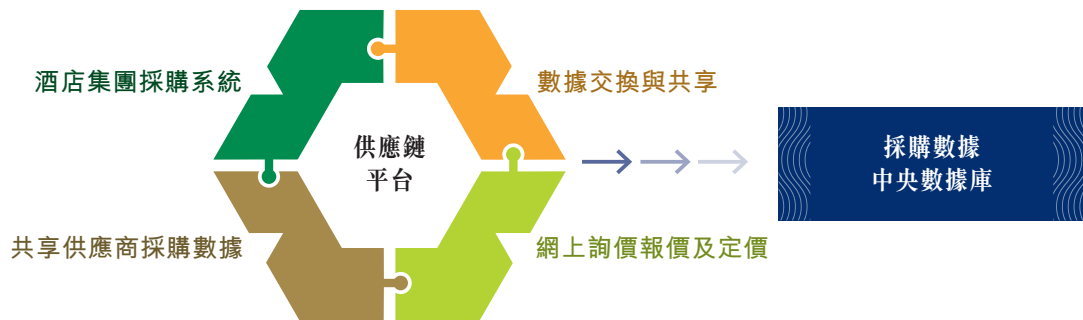 酒店集團採購系統
數據交換與共享
供應鏈
平台
採購數據
中央數據庫
共享供應商採購數據
網上詢價報價及定價